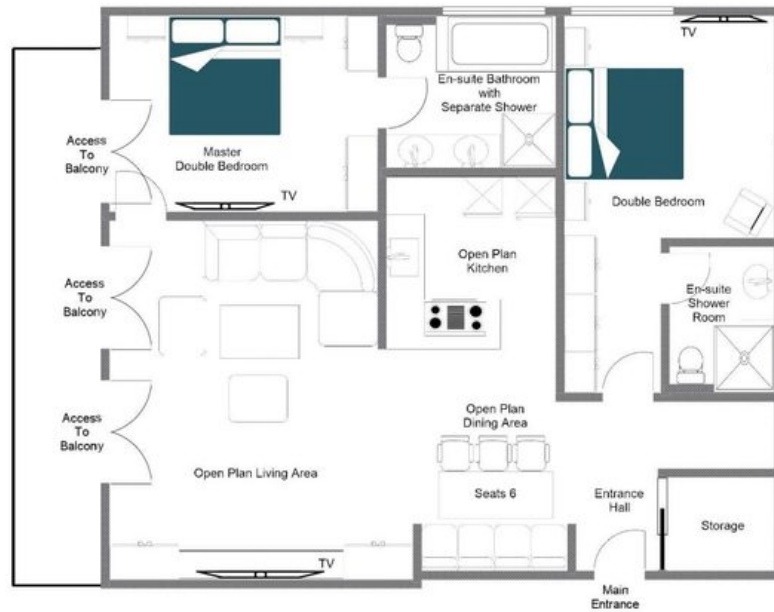 TV
En-suite Bathroom
with
Separate Shower
Access
To
Balcony
Master
Double Bedroom
TV
Double Bedroom
Open Plan
Kitchen
Access
To
Balcony
En-suite
Shower
Room
Open Plan
Dining Area
Access
To
Balcony
Open Plan Living Area
Seats 6
Entrance
Hall
Storage
TV
Main
Entrance